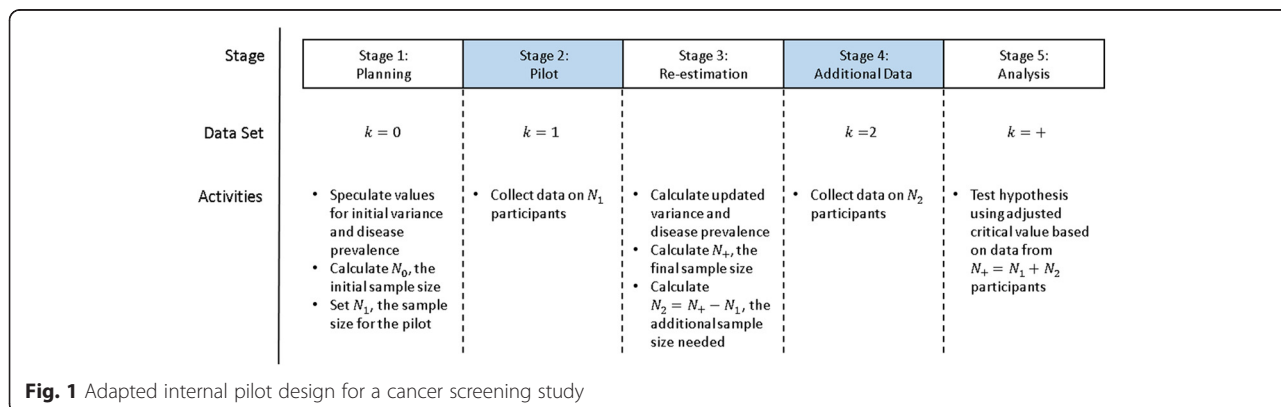 Stage
Stage 1:
Planning
Stage 2:
Pilot
Stage 3:
Re-estimation
Stage 4:
Additional Data
Stage 5:
Analysis
Data Set
k = 0
k = 1
k =2
k = +
Activities
• Speculate values
for initial variance
and disease
prevalence
• Calculate N₀, the
initial sample size
• Set N₁, the sample
size for the pilot
• Collect data on N₁
participants
• Calculate updated
variance and
disease prevalence
• Calculate N₊, the
final sample size
• Calculate
N₂ = N₊ − N₁, the
additional sample
size needed
• Collect data on N₂
participants
• Test hypothesis
using adjusted
critical value based
on data from
N₊ = N₁ + N₂
participants
Fig. 1 Adapted internal pilot design for a cancer screening study